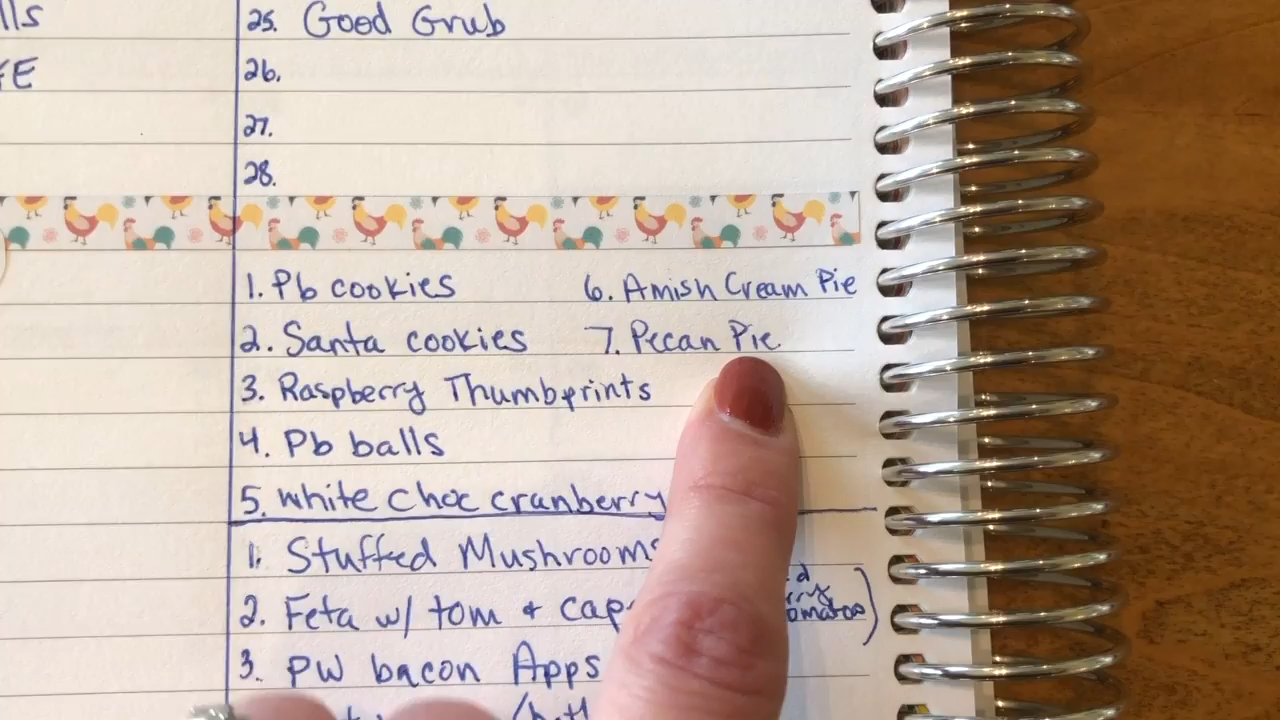 lls
25. Good Grub
26.
27.
28.
1. Pb cookies
2. Santa cookies
3. Raspberry Thumbprints
4. Pb balls
5. white choc cranberry
6. Amish Cream Pie
7. Pecan Pie
1. Stuffed Mushrooms
2. Feta w/ tom +
omatoes)
3. PW bacon Apps